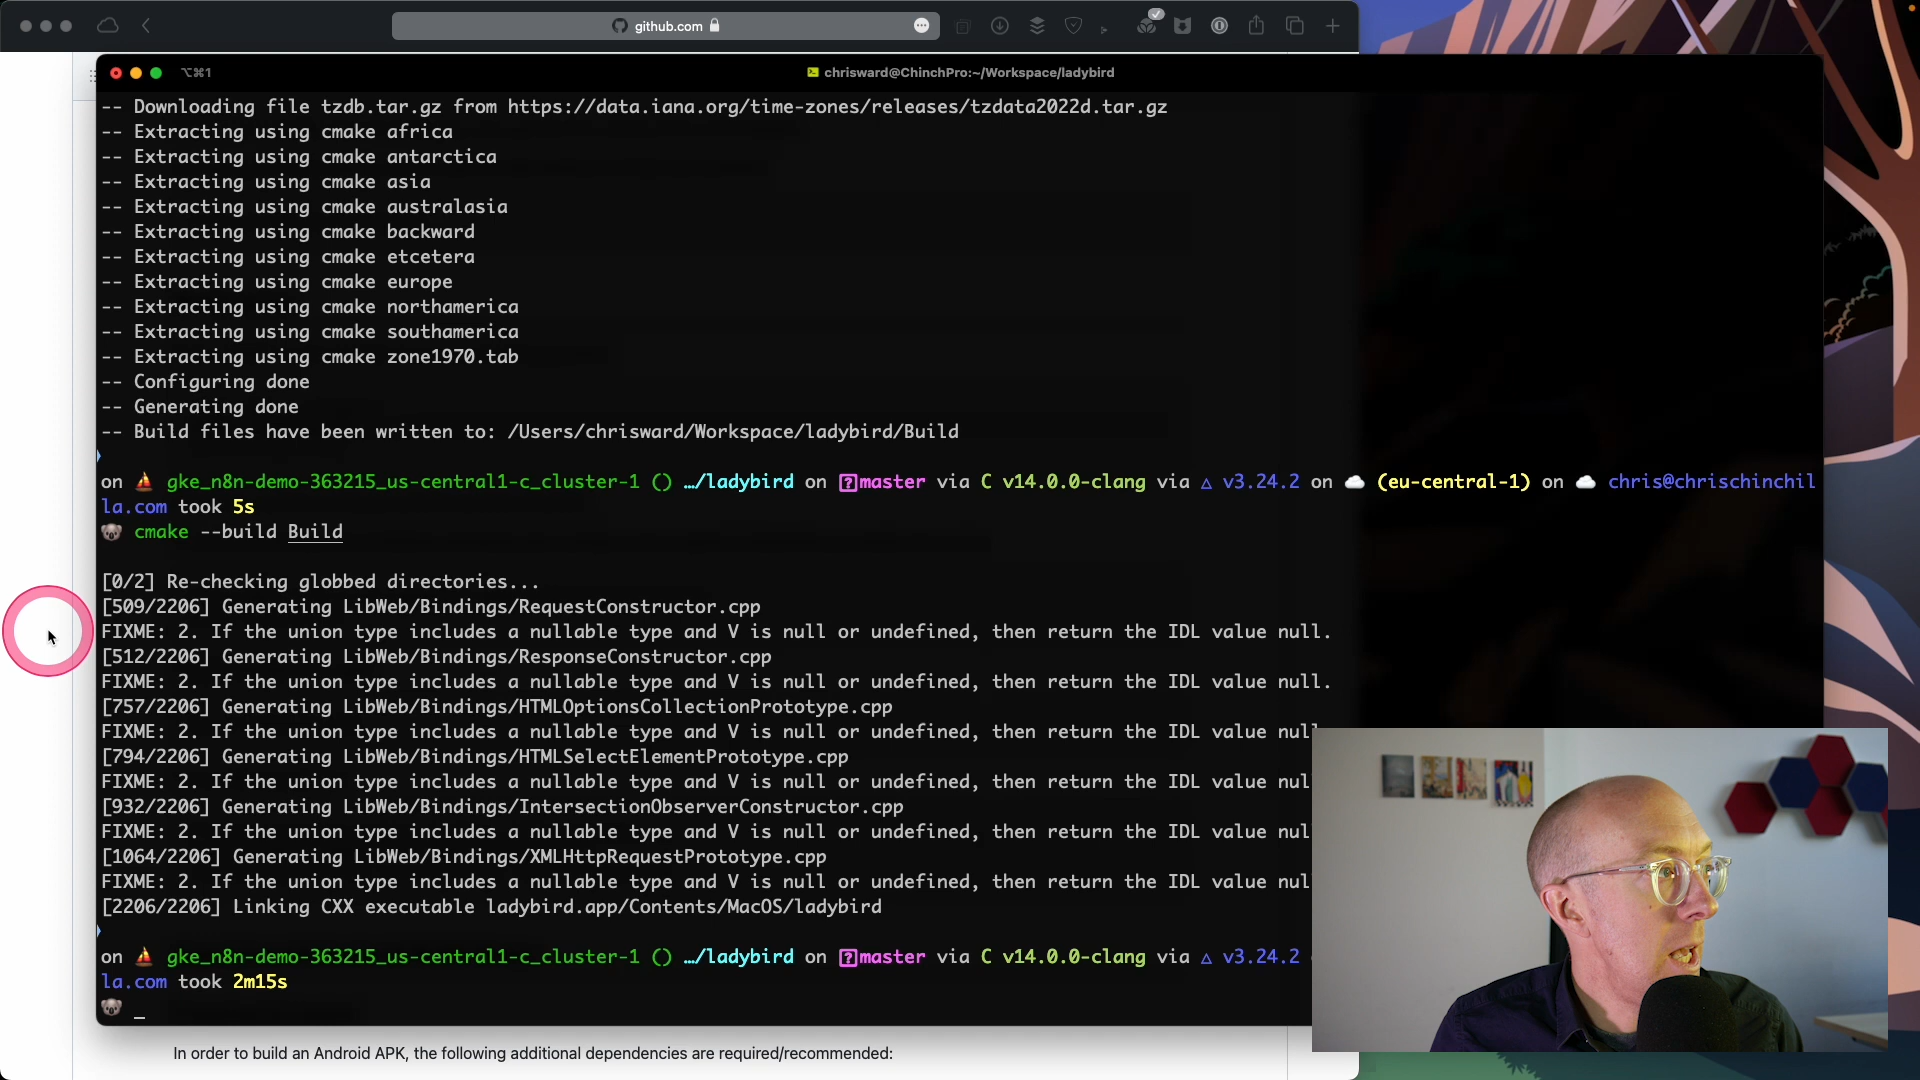 github.com
⌥⌘1
chrisward@ChinchPro:~/Workspace/ladybird
-- Downloading file tzdb.tar.gz from https://data.iana.org/time-zones/releases/tzdata2022d.tar.gz
-- Extracting using cmake africa
-- Extracting using cmake antarctica
-- Extracting using cmake asia
-- Extracting using cmake australasia
-- Extracting using cmake backward
-- Extracting using cmake etcetera
-- Extracting using cmake europe
-- Extracting using cmake northamerica
-- Extracting using cmake southamerica
-- Extracting using cmake zone1970.tab
-- Configuring done
-- Generating done
-- Build files have been written to: /Users/chrisward/Workspace/ladybird/Build
on ⛵ gke_n8n-demo-363215_us-central1-c_cluster-1 () …/ladybird on [?]master via C v14.0.0-clang via △ v3.24.2 on ☁️ (eu-central-1) on ☁️ chris@chrischinchil
la.com took 5s
🐨 cmake --build Build
[0/2] Re-checking globbed directories...
[509/2206] Generating LibWeb/Bindings/RequestConstructor.cpp
FIXME: 2. If the union type includes a nullable type and V is null or undefined, then return the IDL value null.
[512/2206] Generating LibWeb/Bindings/ResponseConstructor.cpp
FIXME: 2. If the union type includes a nullable type and V is null or undefined, then return the IDL value null.
[757/2206] Generating LibWeb/Bindings/HTMLOptionsCollectionPrototype.cpp
FIXME: 2. If the union type includes a nullable type and V is null or undefined, then return the IDL value null.
[794/2206] Generating LibWeb/Bindings/HTMLSelectElementPrototype.cpp
FIXME: 2. If the union type includes a nullable type and V is null or undefined, then return the IDL value nul
[932/2206] Generating LibWeb/Bindings/IntersectionObserverConstructor.cpp
FIXME: 2. If the union type includes a nullable type and V is null or undefined, then return the IDL value nul
[1064/2206] Generating LibWeb/Bindings/XMLHttpRequestPrototype.cpp
FIXME: 2. If the union type includes a nullable type and V is null or undefined, then return the IDL value nul
[2206/2206] Linking CXX executable ladybird.app/Contents/MacOS/ladybird
on ⛵ gke_n8n-demo-363215_us-central1-c_cluster-1 () …/ladybird on [?]master via C v14.0.0-clang via △ v3.24.2
la.com took 2m15s
🐨 _
In order to build an Android APK, the following additional dependencies are required/recommended: